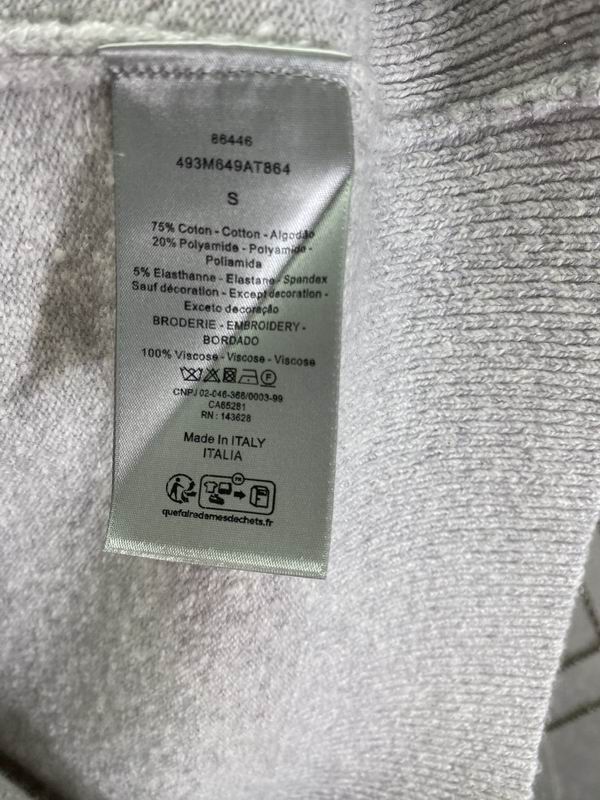 86446
493M649AT864
S
75% Coton - Cotton - Algodão
20% Polyamide - Polyamide -
Poliamida
5% Elasthanne - Elastane - Spandex
Sauf décoration - Except decoration -
Exceto decoração
BRODERIE - EMBROIDERY -
BORDADO
100% Viscose - Viscose - Viscose
CNPJ 02-046-368/0003-99
CA65281
RN : 143628
Made in ITALY
ITALIA
FR
quefairedemesdechets.fr